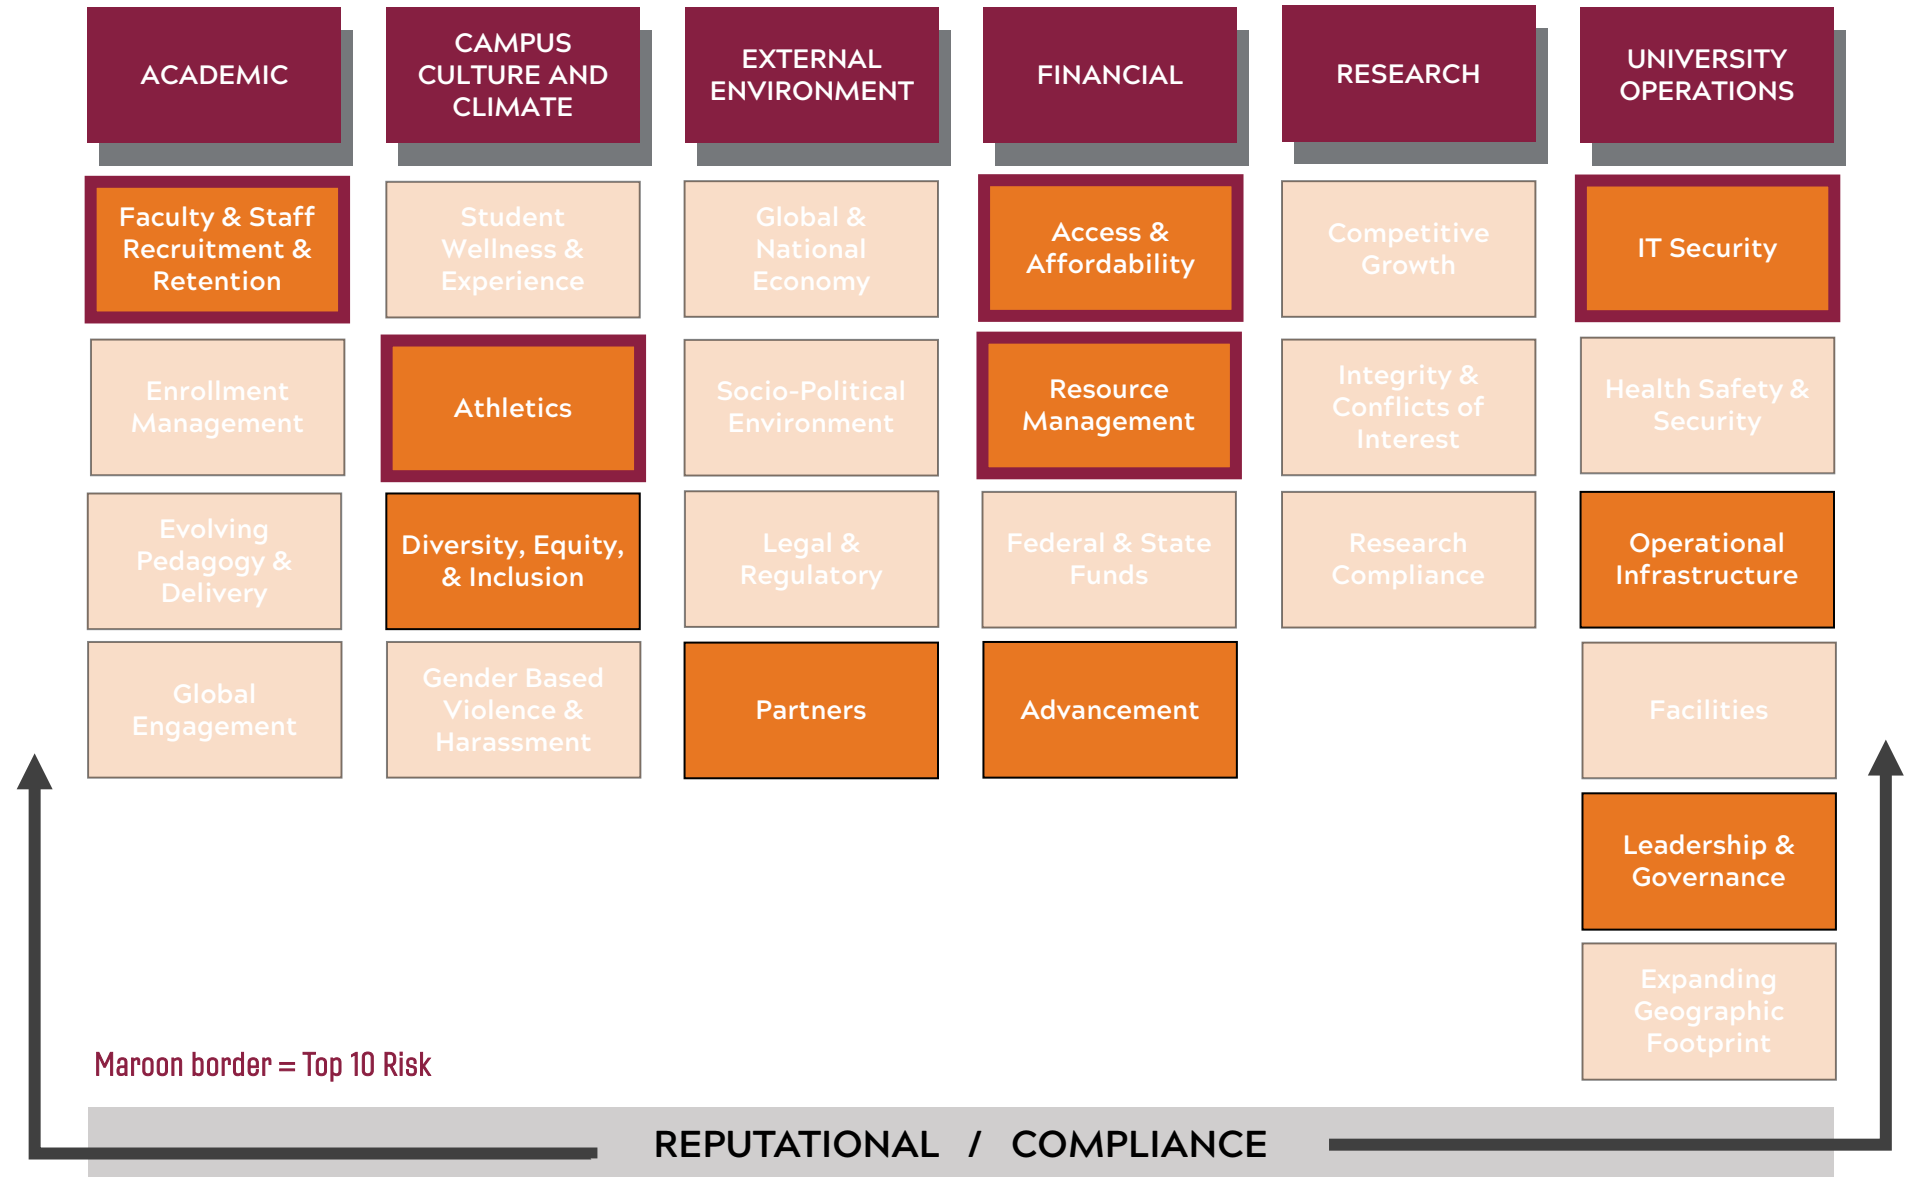 ACADEMIC
CAMPUS
CULTURE AND
CLIMATE
EXTERNAL
ENVIRONMENT
FINANCIAL
RESEARCH
UNIVERSITY
OPERATIONS
Faculty & Staff
Recruitment &
Retention
Student
Wellness &
Experience
Global &
National
Economy
Access &
Affordability
Competitive
Growth
IT Security
Enrollment
Management
Athletics
Socio-Political
Environment
Resource
Management
Integrity &
Conflicts of
Interest
Health Safety &
Security
Evolving
Pedagogy &
Delivery
Diversity, Equity,
& Inclusion
Legal &
Regulatory
Federal & State
Funds
Research
Compliance
Operational
Infrastructure
Global
Engagement
Gender Based
Violence &
Harassment
Partners
Advancement
Facilities
Leadership &
Governance
Expanding
Geographic
Footprint
Maroon border = Top 10 Risk
REPUTATIONAL / COMPLIANCE